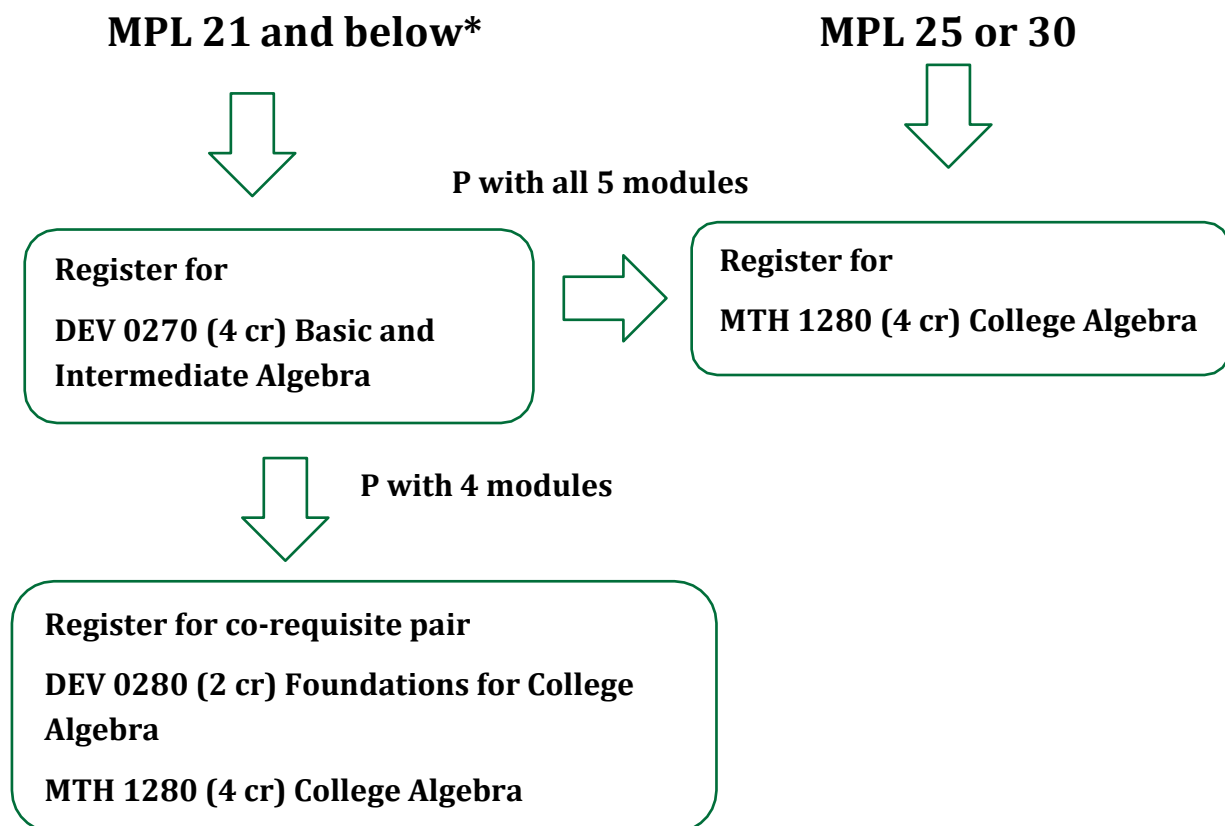 MPL 21 and below*
MPL 25 or 30
P with all 5 modules
Register for
DEV 0270 (4 cr) Basic and
Intermediate Algebra
Register for
MTH 1280 (4 cr) College Algebra
P with 4 modules
Register for co-requisite pair
DEV 0280 (2 cr) Foundations for College
Algebra
MTH 1280 (4 cr) College Algebra